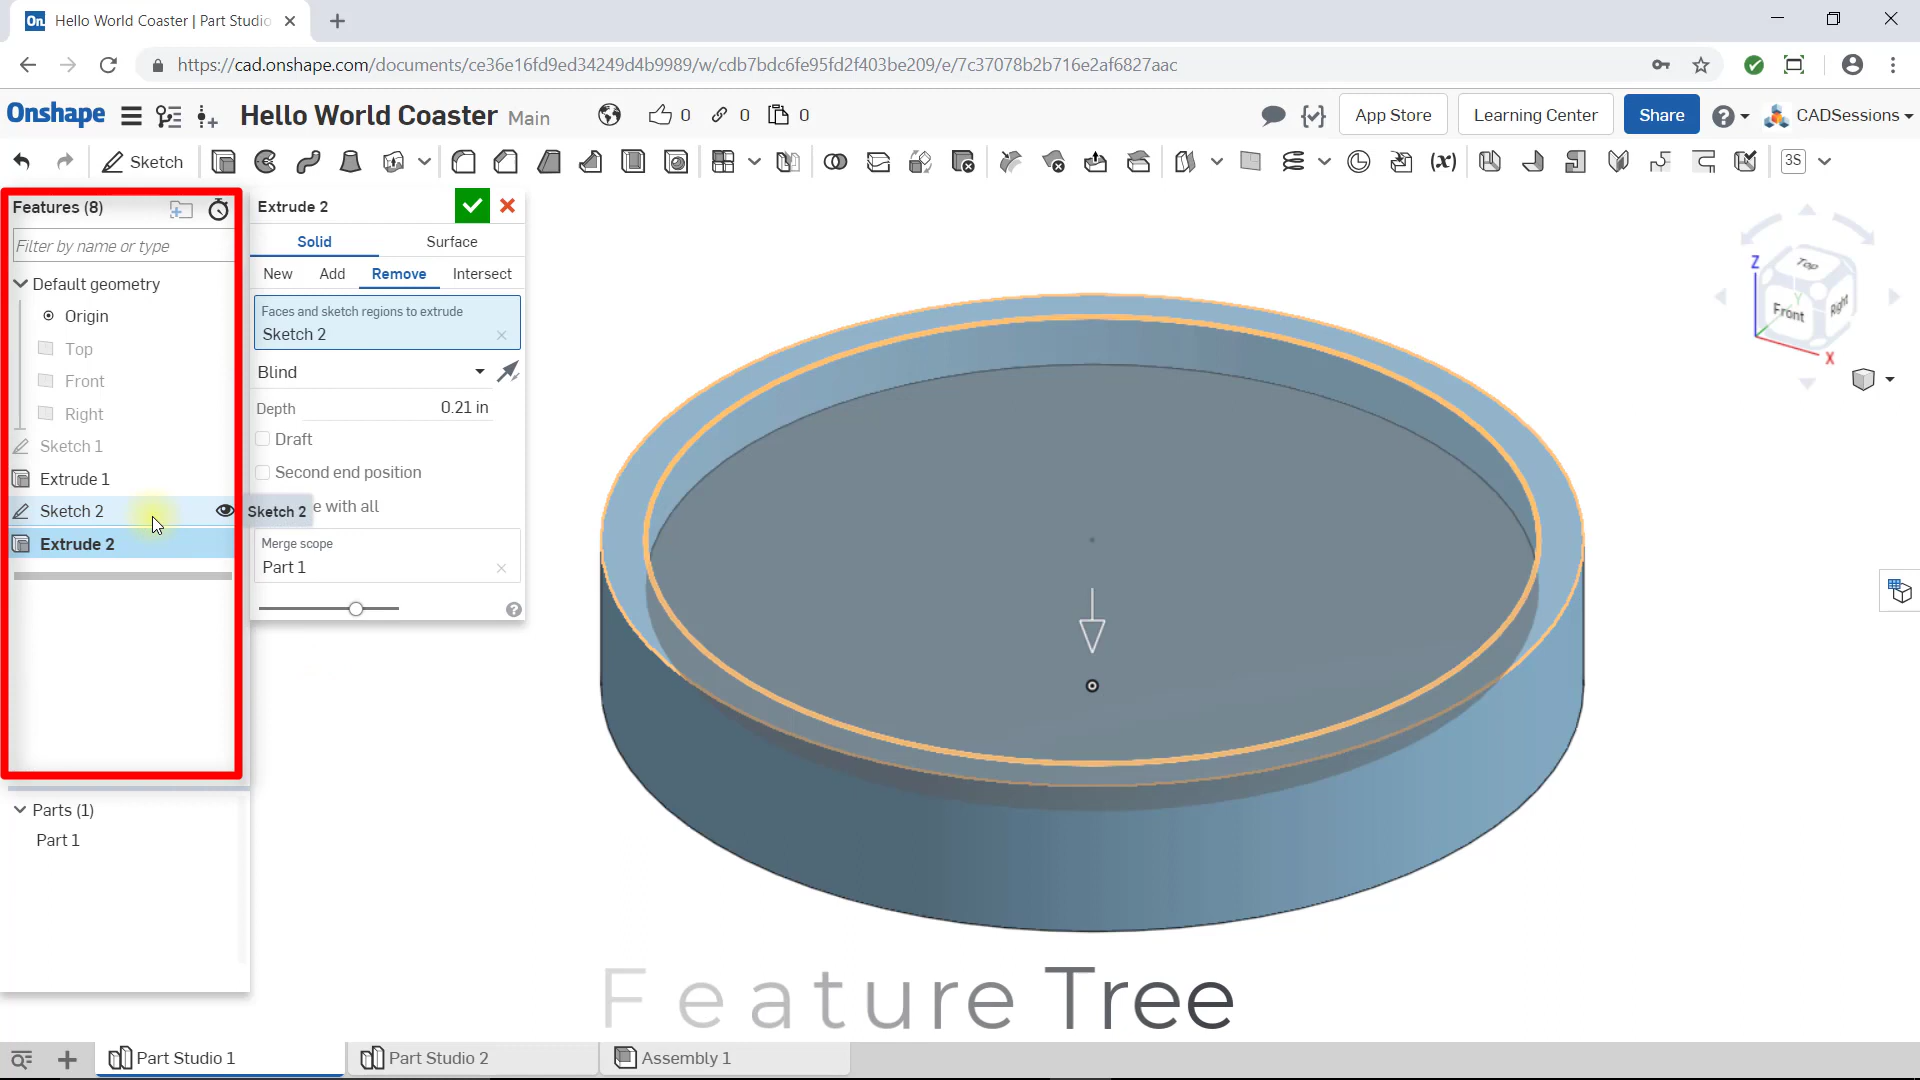 Hello World Coaster | Part Studio
https://cad.onshape.com/documents/ce36e16fd9ed34249d4b9989/w/cdb7bdc6fe95fd2f403be209/e/7c37078b2b716e2af6827aac
Onshape Hello World Coaster Main 0 0 0 App Store Learning Center Share CADSessions
Sketch (x) 3S
Features (8)
Filter by name or type
Default geometry
Origin
Top
Front
Right
Sketch 1
Extrude 1
Sketch 2
Extrude 2
Parts (1)
Part 1
Extrude 2
Solid Surface
New Add Remove Intersect
Faces and sketch regions to extrude
Sketch 2
Blind
Depth 0.21 in
Draft
Second end position
Sketch 2 e with all
Merge scope
Part 1
Z
Top
Y
Front Right
X
Feature Tree
Part Studio 1 Part Studio 2 Assembly 1